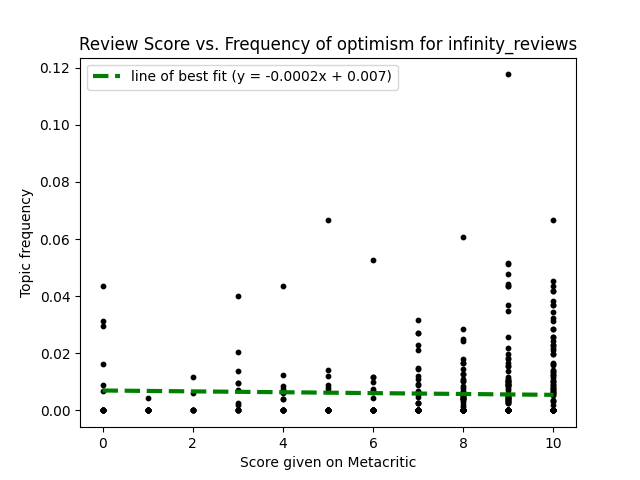 Review Score vs. Frequency of optimism for infinity_reviews
line of best fit (y = -0.0002x + 0.007)
0.12
0.10
0.08
0.06
0.04
0.02
0.00
Topic frequency
0 2 4 6 8 10
Score given on Metacritic